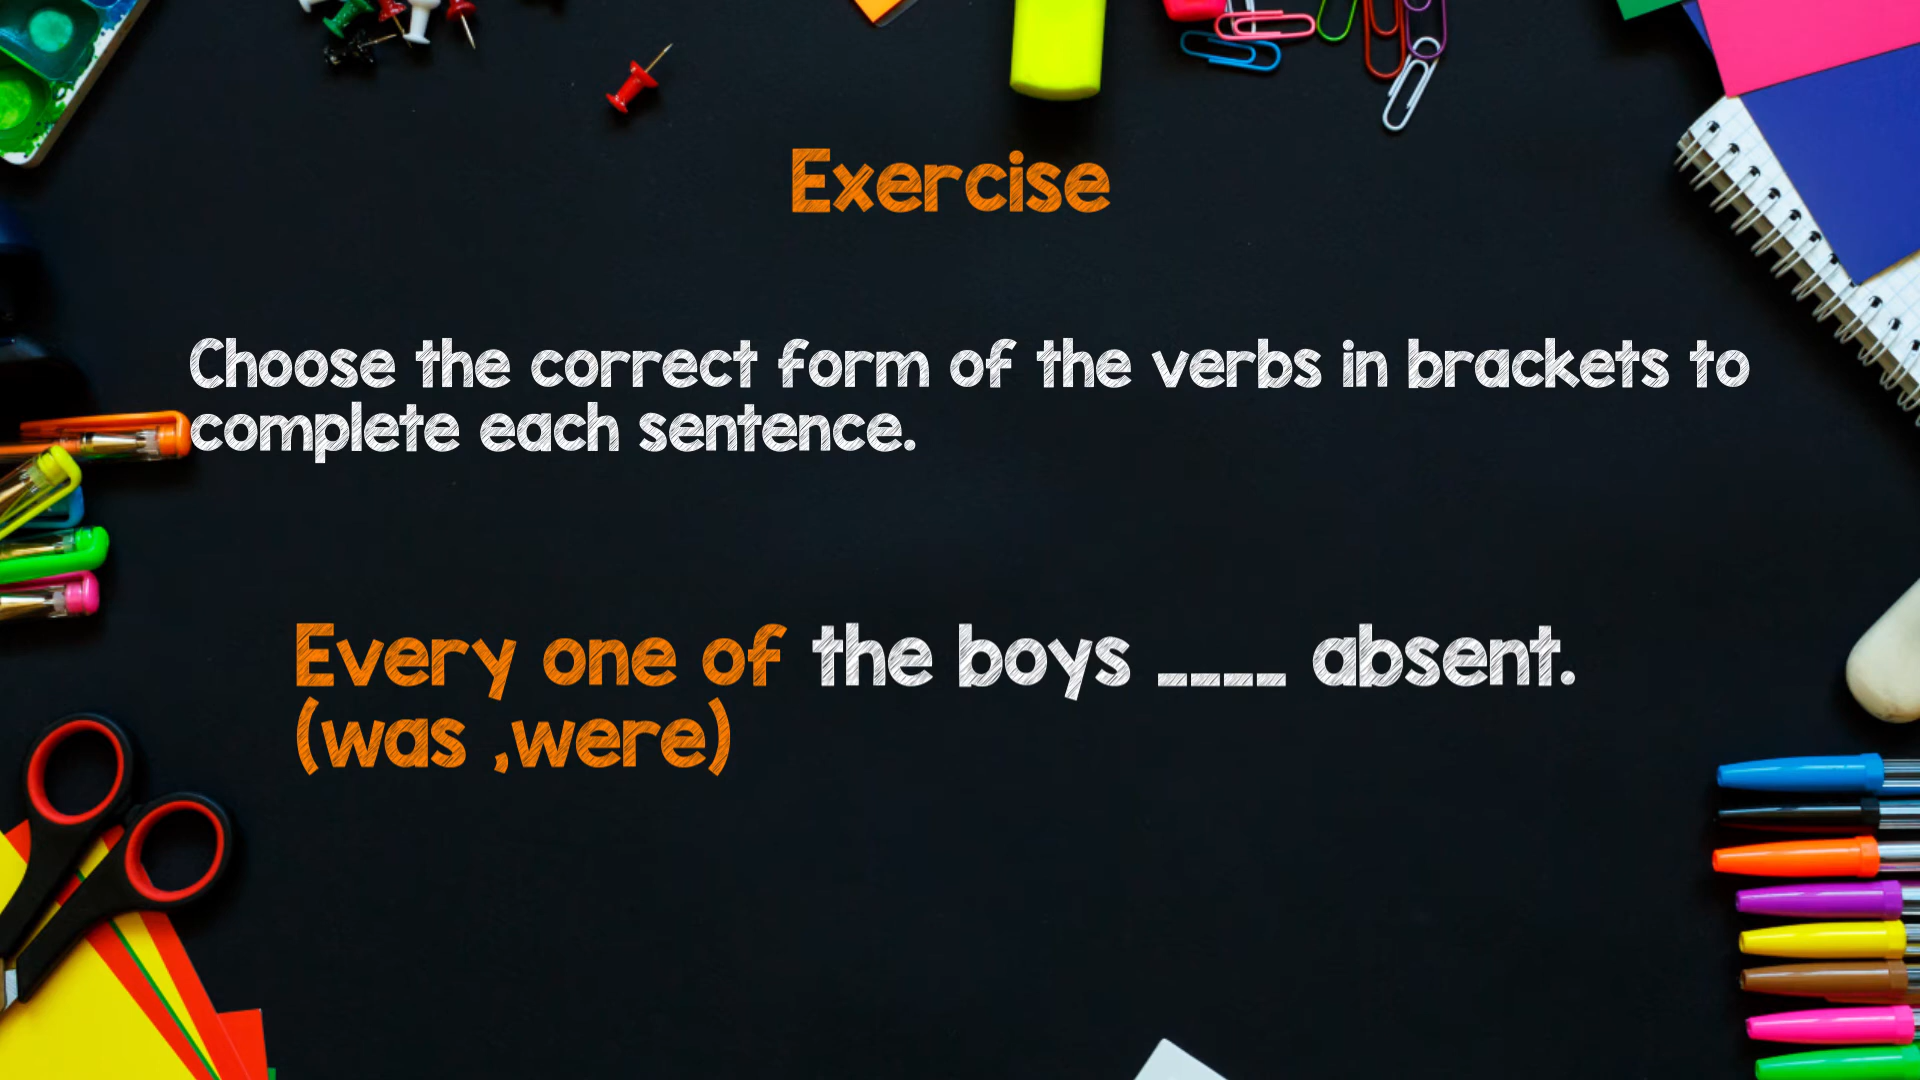 Exercise
Choose the correct form of the verbs in brackets to
complete each sentence.
Every one of the boys ____ absent.
(was ,were)